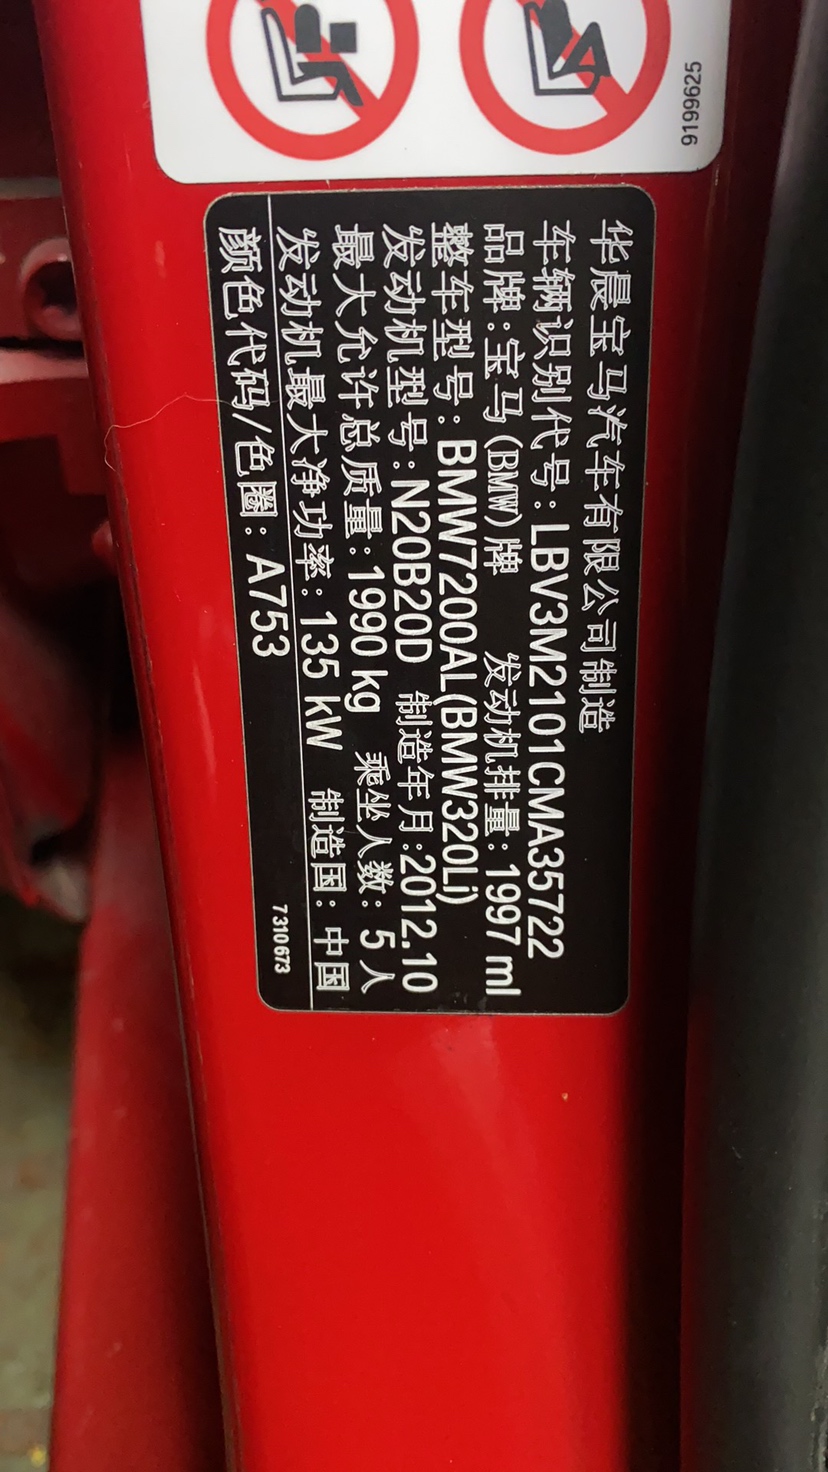 9199625
华晨宝马汽车有限公司制造
车辆识别代号:LBV3M2101CMA35722
品牌:宝马(BMW)牌 发动机排量:1997 ml
整车型号:BMW7200AL(BMW320Li)
发动机型号:N20B20D 制造年月:2012.10
最大允许总质量:1990 kg 乘坐人数:5 人
发动机最大净功率:135 kW 制造国:中国
颜色代码/色圈:A753
7 310 673